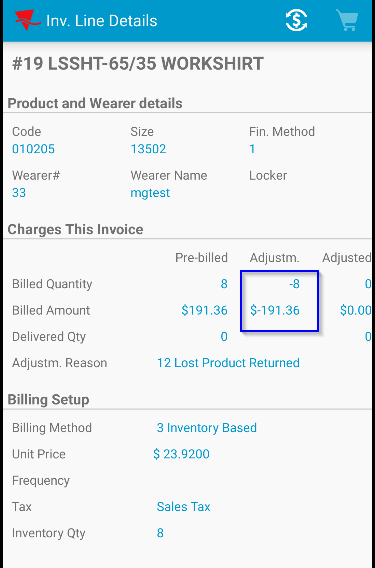 Inv. Line Details
#19 LSSHT-65/35 WORKSHIRT
Product and Wearer details
Code Size Fin. Method
010205 13502 1
Wearer# Wearer Name Locker
33 mgtest
Charges This Invoice
Pre-billed Adjustm. Adjusted
Billed Quantity 8 -8 0
Billed Amount $191.36 $-191.36 $0.00
Delivered Qty 0 0
Adjustm. Reason 12 Lost Product Returned
Billing Setup
Billing Method 3 Inventory Based
Unit Price $ 23.9200
Frequency
Tax Sales Tax
Inventory Qty 8